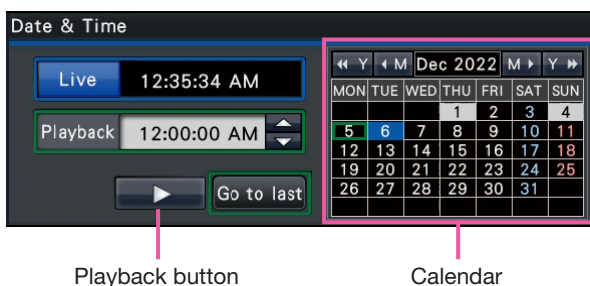 Date & Time
Live 12:35:34 AM
Playback 12:00:00 AM
Go to last
Y M Dec 2022 M Y
MON TUE WED THU FRI SAT SUN
1 2 3 4
5 6 7 8 9 10 11
12 13 14 15 16 17 18
19 20 21 22 23 24 25
26 27 28 29 30 31
Playback button
Calendar